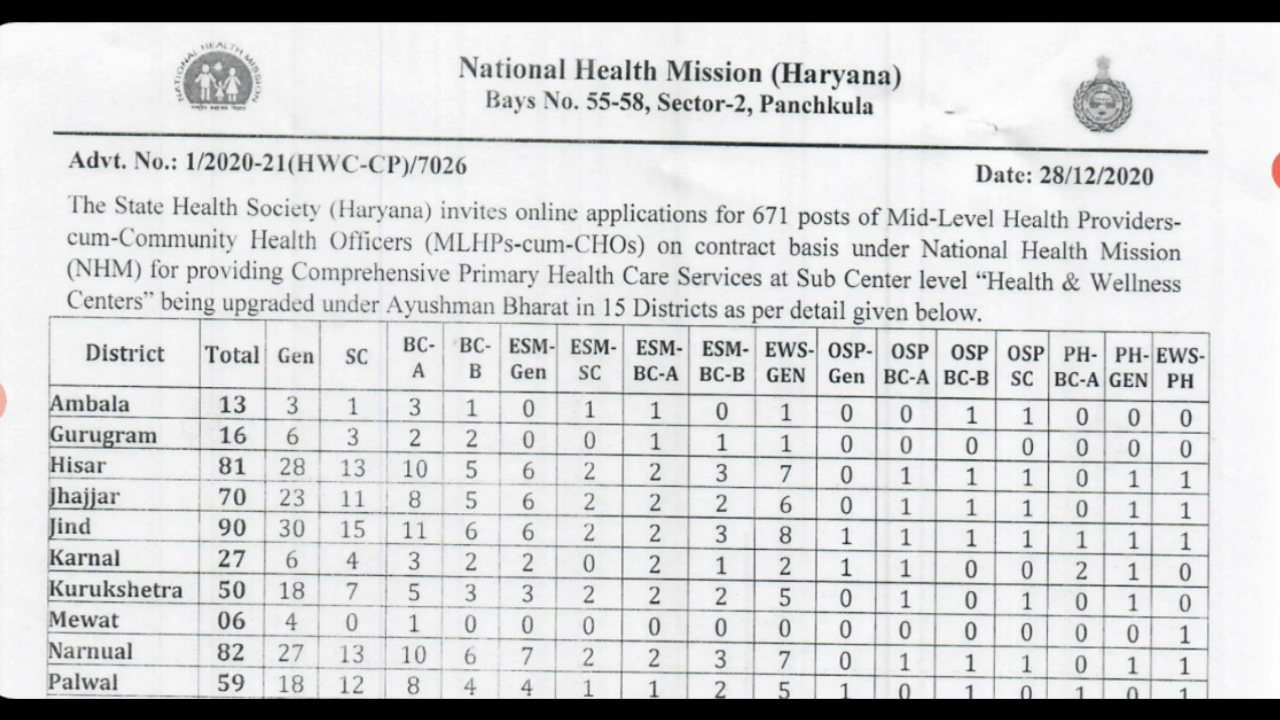 NATIONAL HEALTH MISSION
National Health Mission (Haryana)
Bays No. 55-58, Sector-2, Panchkula
Advt. No.: 1/2020-21(HWC-CP)/7026
Date: 28/12/2020
The State Health Society (Haryana) invites online applications for 671 posts of Mid-Level Health Providers-
cum-Community Health Officers (MLHPs-cum-CHOs) on contract basis under National Health Mission
(NHM) for providing Comprehensive Primary Health Care Services at Sub Center level “Health & Wellness
Centers” being upgraded under Ayushman Bharat in 15 Districts as per detail given below.
District Total Gen SC BC-A BC-B ESM-Gen ESM-SC ESM-BC-A ESM-BC-B EWS-GEN OSP-Gen OSP BC-A OSP BC-B OSP SC PH-BC-A PH-GEN EWS-PH
Ambala 13 3 1 3 1 0 1 1 0 1 0 0 1 1 0 0 0
Gurugram 16 6 3 2 2 0 0 1 1 1 0 0 0 0 0 0 0
Hisar 81 28 13 10 5 6 2 2 3 7 0 1 1 1 0 1 1
Jhajjar 70 23 11 8 5 6 2 2 2 6 0 1 1 1 0 1 1
Jind 90 30 15 11 6 6 2 2 3 8 1 1 1 1 1 1 1
Karnal 27 6 4 3 2 2 0 2 1 2 1 1 0 0 2 1 0
Kurukshetra 50 18 7 5 3 3 2 2 2 5 0 1 0 1 0 1 0
Mewat 06 4 0 1 0 0 0 0 0 0 0 0 0 0 0 0 1
Narnual 82 27 13 10 6 7 2 2 3 7 0 1 1 1 0 1 1
Palwal 59 18 12 8 4 4 1 1 2 5 1 0 1 0 1 0 1